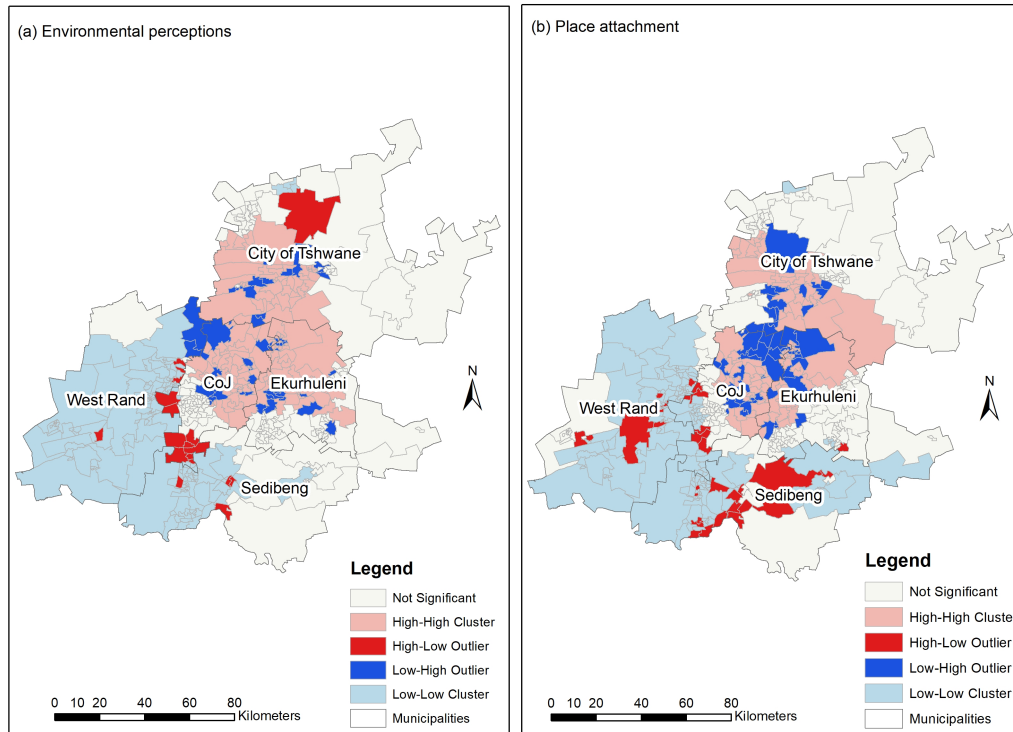 (a) Environmental perceptions
City of Tshwane
West Rand
CoJ
Ekurhuleni
Sedibeng
N
Legend
Not Significant
High-High Cluster
High-Low Outlier
Low-High Outlier
Low-Low Cluster
Municipalities
0 10 20 40 60 80
Kilometers
(b) Place attachment
City of Tshwane
West Rand
CoJ
Ekurhuleni
Sedibeng
N
Legend
Not Significant
High-High Cluste
High-Low Outlier
Low-High Outlier
Low-Low Cluster
Municipalities
0 10 20 40 60 80
Kilometers